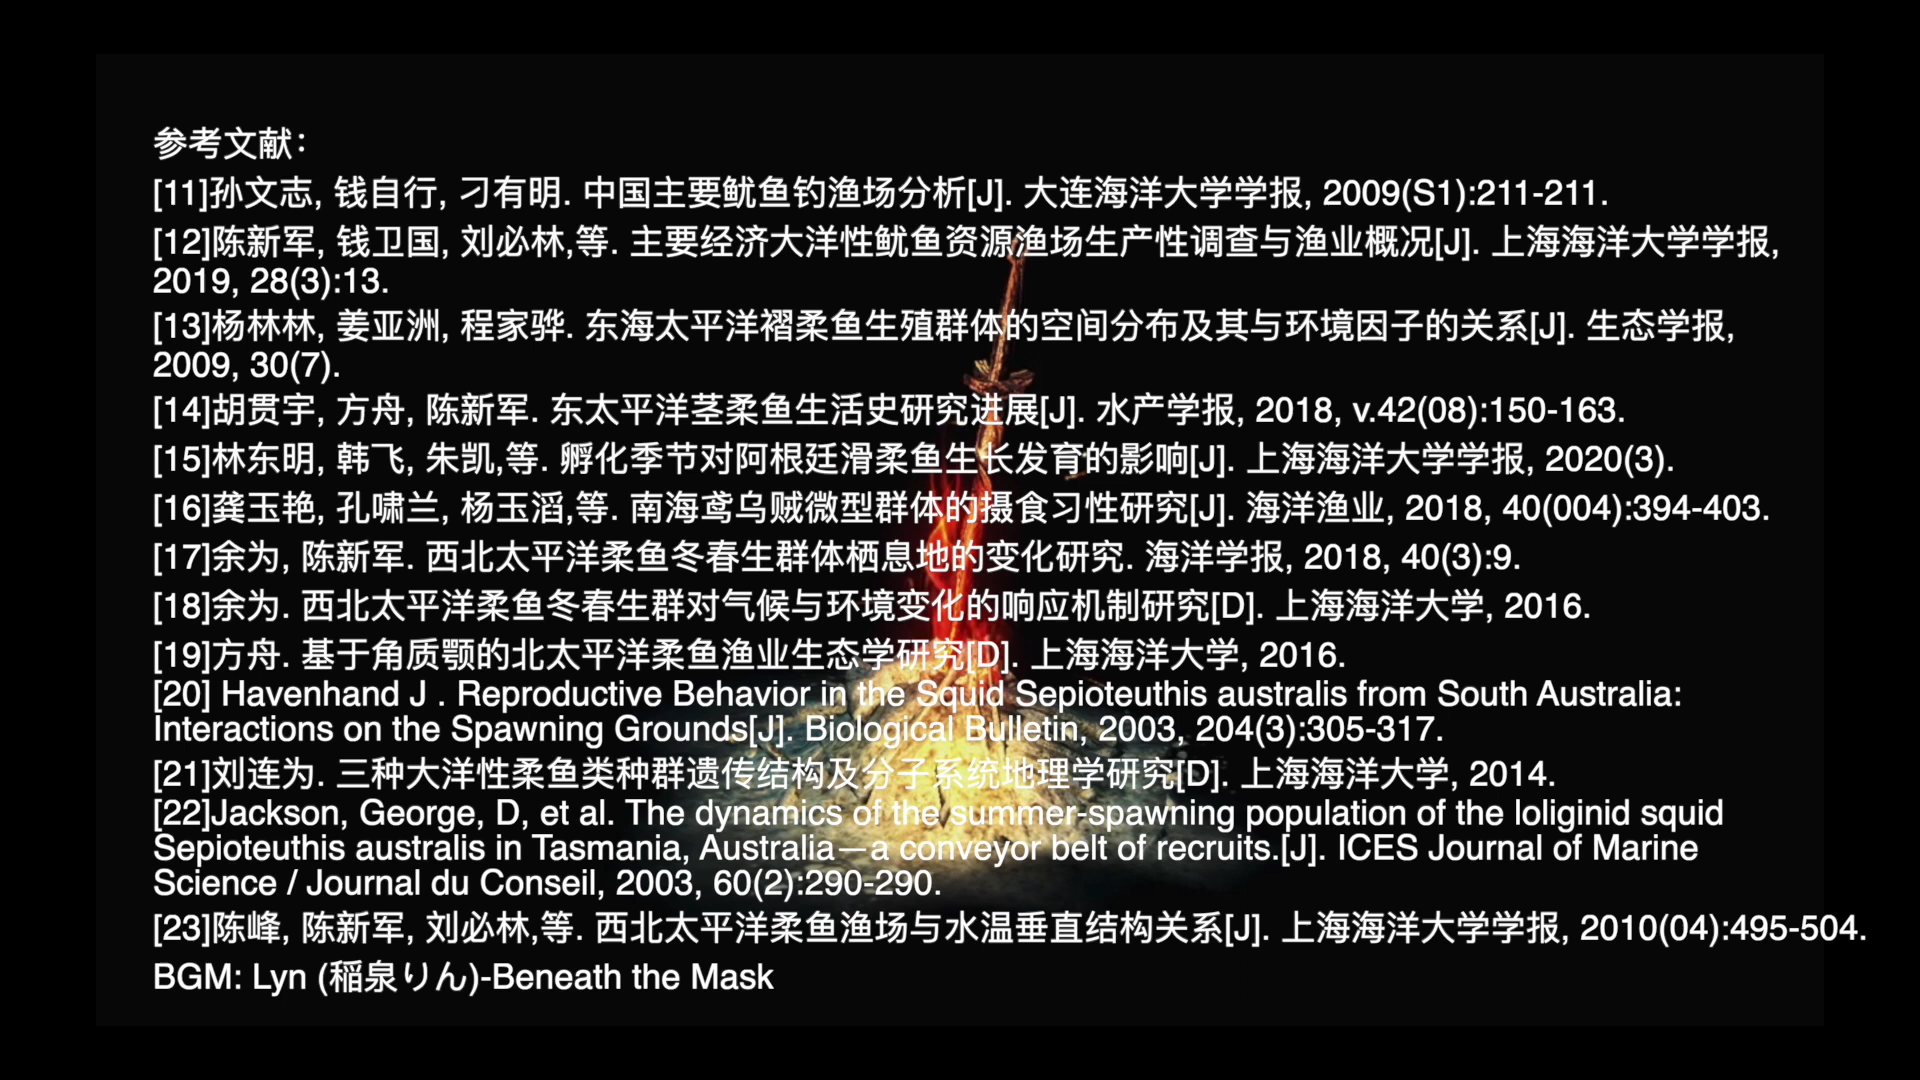 参考文献：
[11]孙文志, 钱自行, 刁有明. 中国主要鱿鱼钓渔场分析[J]. 大连海洋大学学报, 2009(S1):211-211.
[12]陈新军, 钱卫国, 刘必林,等. 主要经济大洋性鱿鱼资源渔场生产性调查与渔业概况[J]. 上海海洋大学学报,
2019, 28(3):13.
[13]杨林林, 姜亚洲, 程家骅. 东海太平洋褶柔鱼生殖群体的空间分布及其与环境因子的关系[J]. 生态学报,
2009, 30(7).
[14]胡贯宇, 方舟, 陈新军. 东太平洋茎柔鱼生活史研究进展[J]. 水产学报, 2018, v.42(08):150-163.
[15]林东明, 韩飞, 朱凯,等. 孵化季节对阿根廷滑柔鱼生长发育的影响[J]. 上海海洋大学学报, 2020(3).
[16]龚玉艳, 孔啸兰, 杨玉滔,等. 南海鸢乌贼微型群体的摄食习性研究[J]. 海洋渔业, 2018, 40(004):394-403.
[17]余为, 陈新军. 西北太平洋柔鱼冬春生群体栖息地的变化研究. 海洋学报, 2018, 40(3):9.
[18]余为. 西北太平洋柔鱼冬春生群对气候与环境变化的响应机制研究[D]. 上海海洋大学, 2016.
[19]方舟. 基于角质颚的北太平洋柔鱼渔业生态学研究[D]. 上海海洋大学, 2016.
[20] Havenhand J . Reproductive Behavior in the Squid Sepioteuthis australis from South Australia:
Interactions on the Spawning Grounds[J]. Biological Bulletin, 2003, 204(3):305-317.
[21]刘连为. 三种大洋性柔鱼类种群遗传结构及分子系统地理学研究[D]. 上海海洋大学, 2014.
[22]Jackson, George, D, et al. The dynamics of the summer-spawning population of the loliginid squid
Sepioteuthis australis in Tasmania, Australia—a conveyor belt of recruits.[J]. ICES Journal of Marine
Science / Journal du Conseil, 2003, 60(2):290-290.
[23]陈峰, 陈新军, 刘必林,等. 西北太平洋柔鱼渔场与水温垂直结构关系[J]. 上海海洋大学学报, 2010(04):495-504.
BGM: Lyn (稲泉りん)-Beneath the Mask